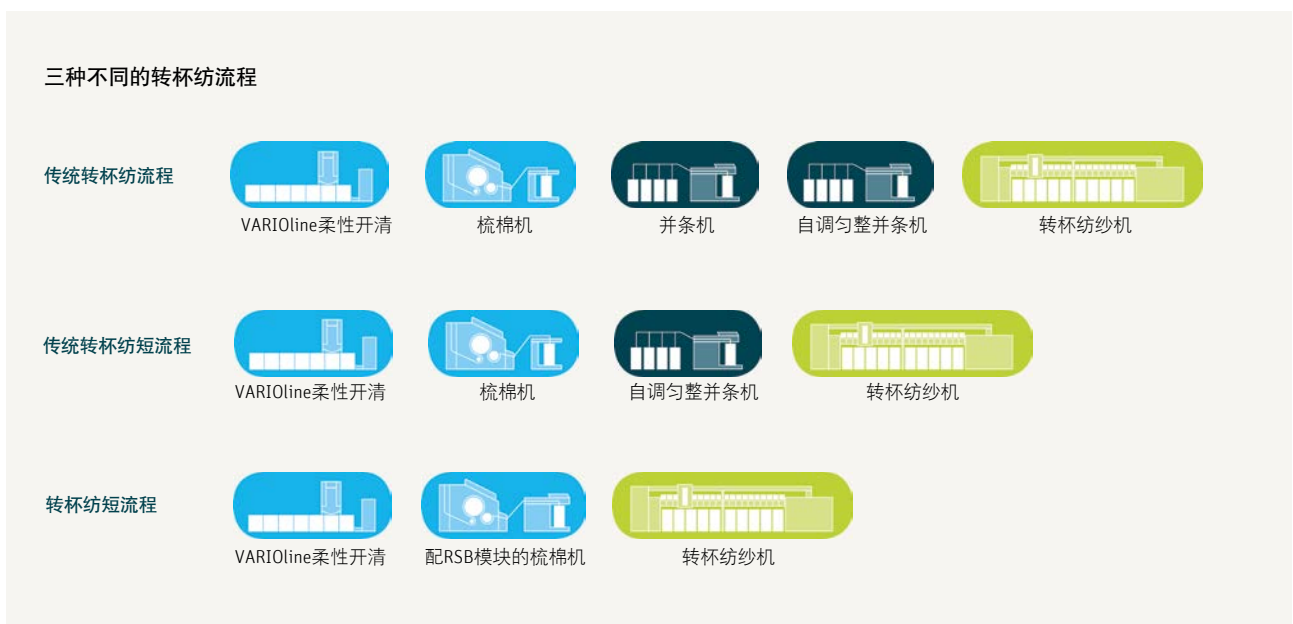 三种不同的转杯纺流程
传统转杯纺流程
VARIOline柔性开清
梳棉机
并条机
自调匀整并条机
转杯纺纱机
传统转杯纺短流程
VARIOline柔性开清
梳棉机
自调匀整并条机
转杯纺纱机
转杯纺短流程
VARIOline柔性开清
配RSB模块的梳棉机
转杯纺纱机